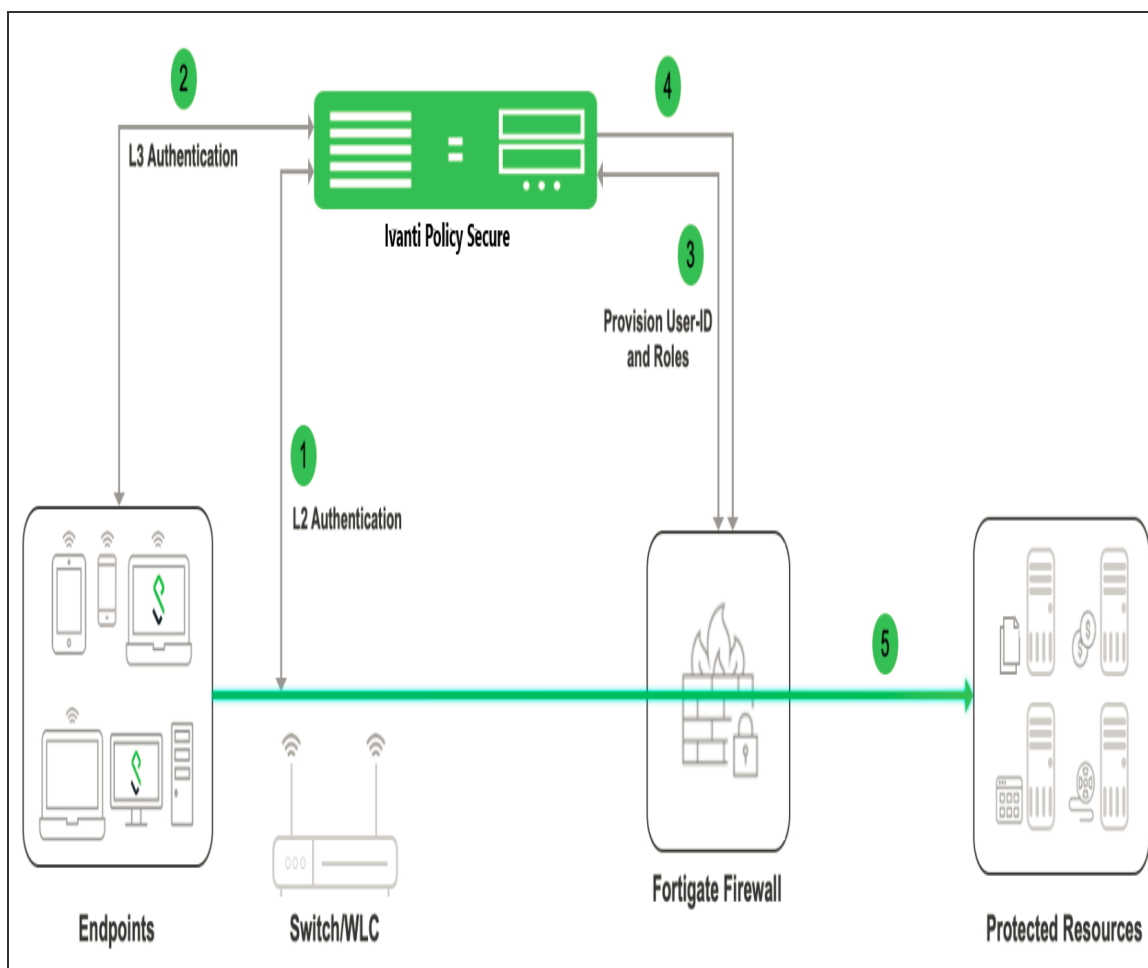 2
4
L3 Authentication
Ivanti Policy Secure
3
Provision User-ID
and Roles
1
L2 Authentication
5
$
$
Endpoints
Switch/WLC
Fortigate Firewall
Protected Resources